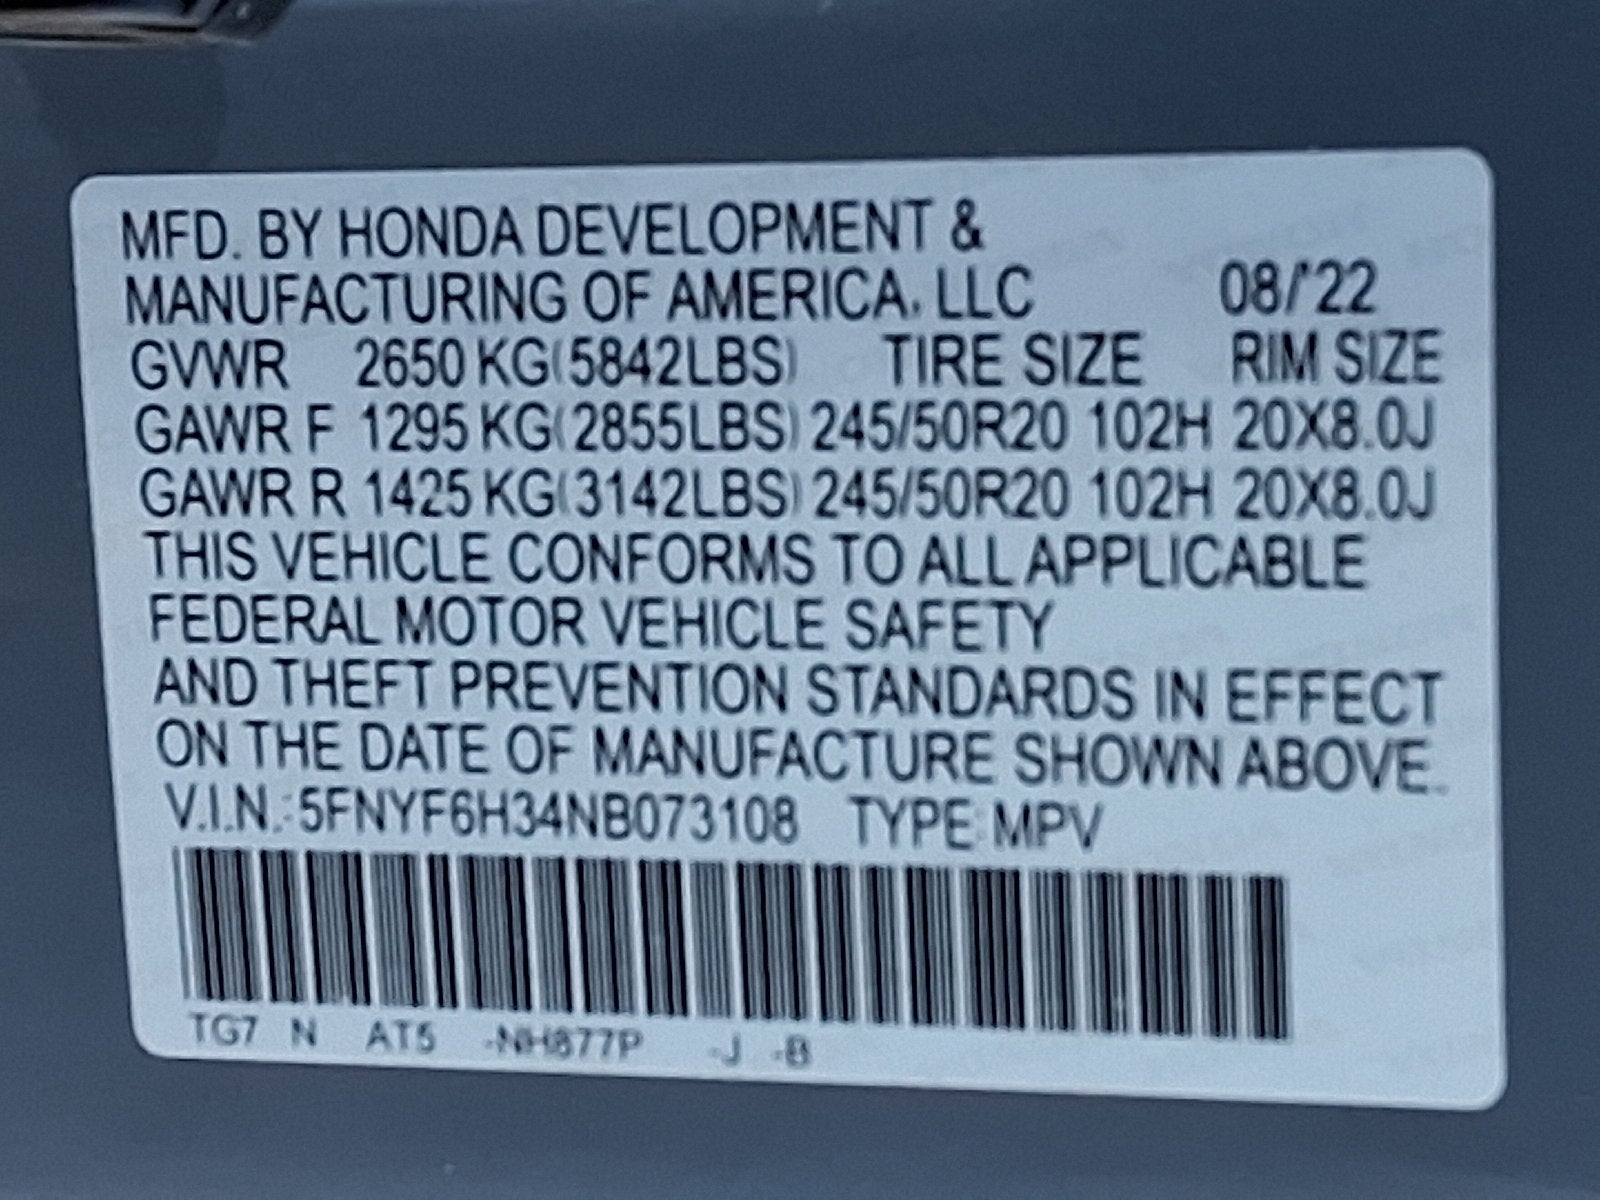 MFD. BY HONDA DEVELOPMENT &
MANUFACTURING OF AMERICA, LLC 08/'22
GVWR 2650 KG(5842LBS) TIRE SIZE RIM SIZE
GAWR F 1295 KG(2855LBS) 245/50R20 102H 20X8.0J
GAWR R 1425 KG(3142LBS) 245/50R20 102H 20X8.0J
THIS VEHICLE CONFORMS TO ALL APPLICABLE
FEDERAL MOTOR VEHICLE SAFETY
AND THEFT PREVENTION STANDARDS IN EFFECT
ON THE DATE OF MANUFACTURE SHOWN ABOVE.
V.I.N.:5FNYF6H34NB073108 TYPE:MPV
TG7 N AT5 -NH877P -J -B